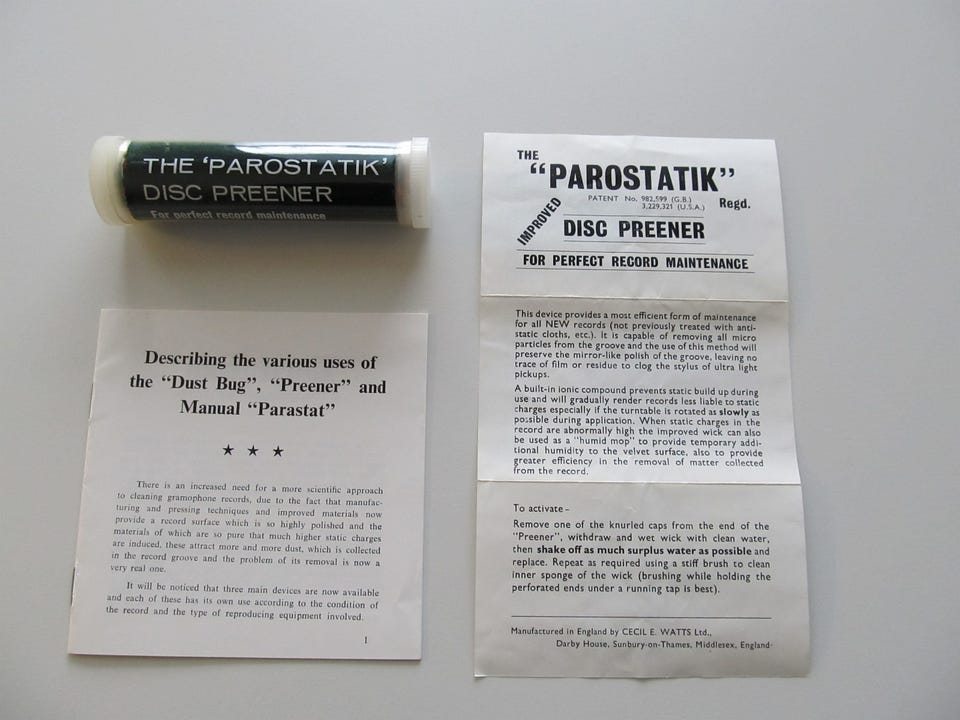 THE 'PAROSTATIK'
DISC PREENER
For perfect record maintenance
Describing the various uses of
the "Dust Bug", "Preener" and
Manual "Parastat"
★ ★ ★
There is an increased need for a more scientific approach
to cleaning gramophone records, due to the fact that manufac-
turing and pressing techniques and improved materials now
provide a record surface which is so highly polished and the
materials of which are so pure that much higher static charges
are induced, these attract more and more dust, which is collected
in the record groove and the problem of its removal is now a
very real one.
It will be noticed that three main devices are now available
and each of these has its own use according to the condition of
the record and the type of reproducing equipment involved.
1
THE
"PAROSTATIK"
PATENT No. 982,599 (G.B.)
3,229,321 (U.S.A.)
Regd.
IMPROVED
DISC PREENER
FOR PERFECT RECORD MAINTENANCE
This device provides a most efficient form of maintenance
for all NEW records (not previously treated with anti-
static cloths, etc.). It is capable of removing all micro
particles from the groove and the use of this method will
preserve the mirror-like polish of the groove, leaving no
trace of film or residue to clog the stylus of ultra light
pickups.
A built-in ionic compound prevents static build up during
use and will gradually render records less liable to static
charges especially if the turntable is rotated as slowly as
possible during application. When static charges in the
record are abnormally high the improved wick can also
be used as a "humid mop" to provide temporary addi-
tional humidity to the velvet surface, also to provide
greater efficiency in the removal of matter collected
from the record.
To activate –
Remove one of the knurled caps from the end of the
"Preener", withdraw and wet wick with clean water,
then shake off as much surplus water as possible and
replace. Repeat as required using a stiff brush to clean
inner sponge of the wick (brushing while holding the
perforated ends under a running tap is best).
Manufactured in England by CECIL E. WATTS Ltd.,
Darby House, Sunbury-on-Thames, Middlesex, England